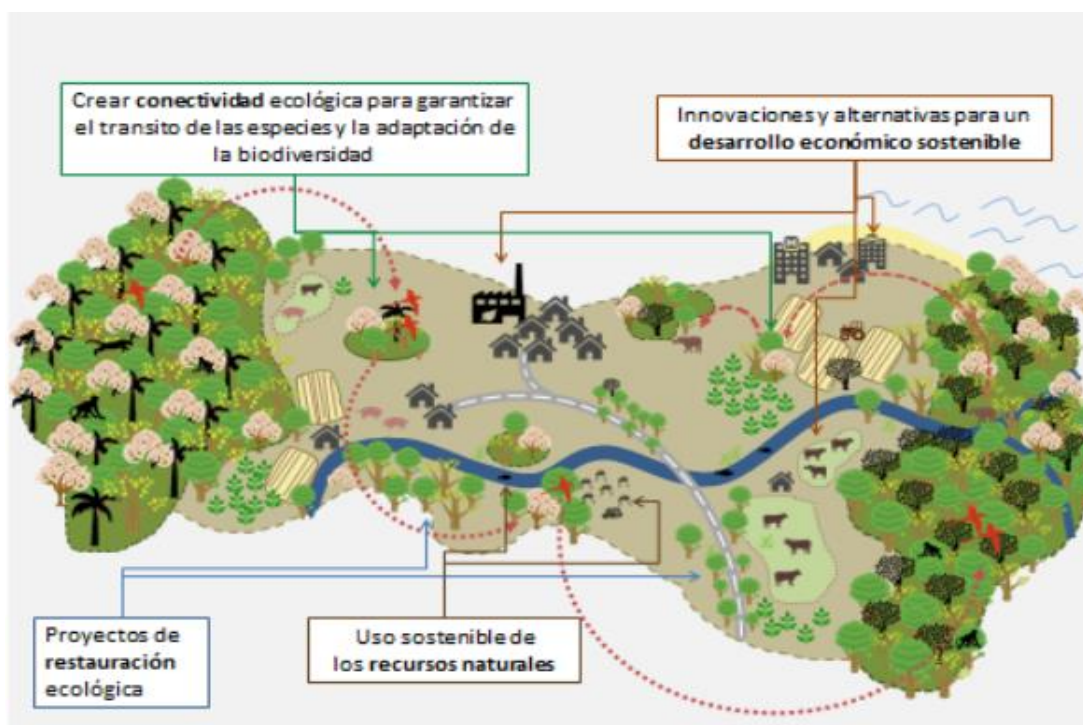 Crear conectividad ecológica para garantizar
el transito de las especies y la adaptación de
la biodiversidad
Innovaciones y alternativas para un
desarrollo económico sostenible
Proyectos de
restauración
ecológica
Uso sostenible de
los recursos naturales